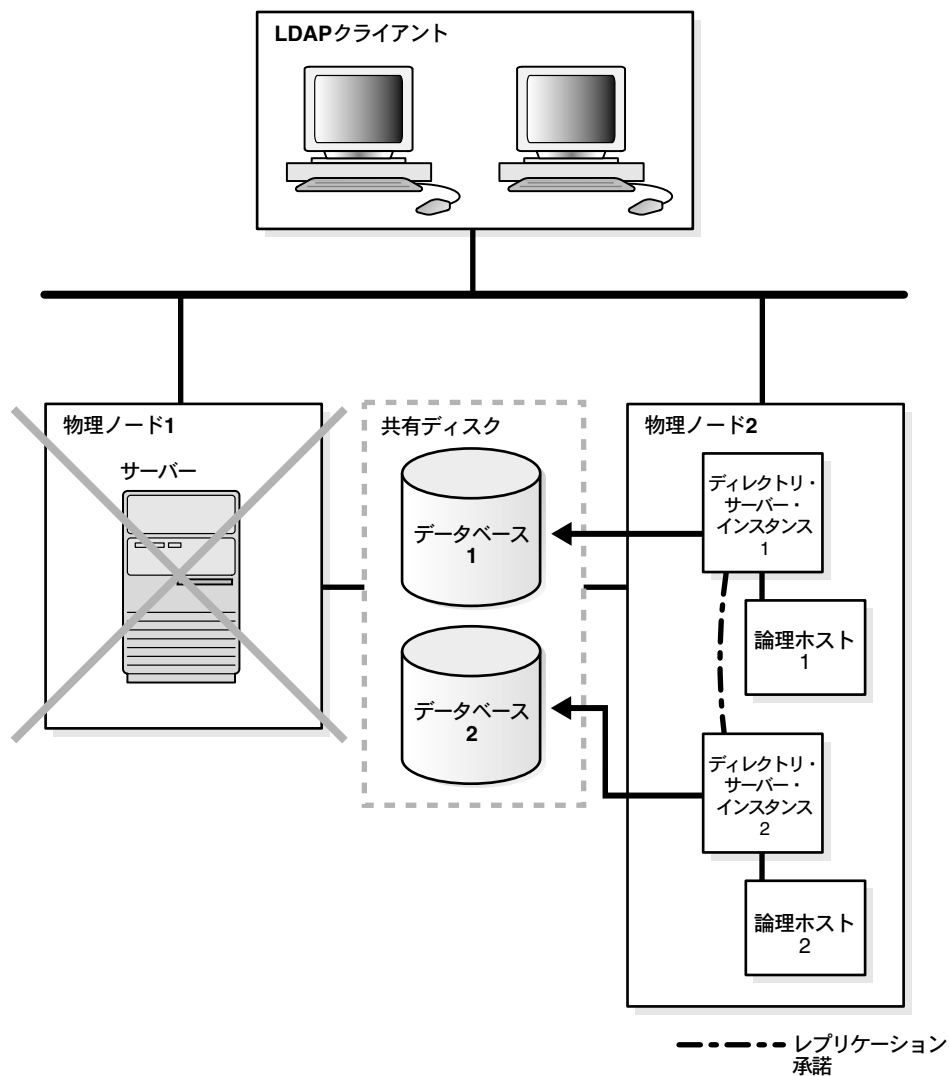 LDAPクライアント
物理ノード1
サーバー
共有ディスク
データベース
1
データベース
2
物理ノード2
ディレクトリ・
サーバー・
インスタンス
1
論理ホスト
1
ディレクトリ・
サーバー・
インスタンス
2
論理ホスト
2
レプリケーション
承諾